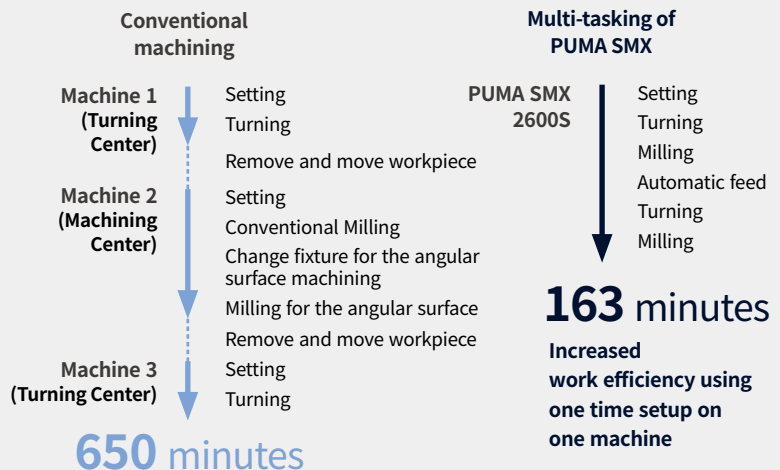 Conventional
machining
Machine 1
(Turning
Center)
Setting
Turning
Remove and move workpiece
Machine 2
(Machining
Center)
Setting
Conventional Milling
Change fixture for the angular
surface machining
Milling for the angular surface
Remove and move workpiece
Machine 3
(Turning Center)
Setting
Turning
650 minutes
Multi-tasking of
PUMA SMX
PUMA SMX
2600S
Setting
Turning
Milling
Automatic feed
Turning
Milling
163 minutes
Increased
work efficiency using
one time setup on
one machine